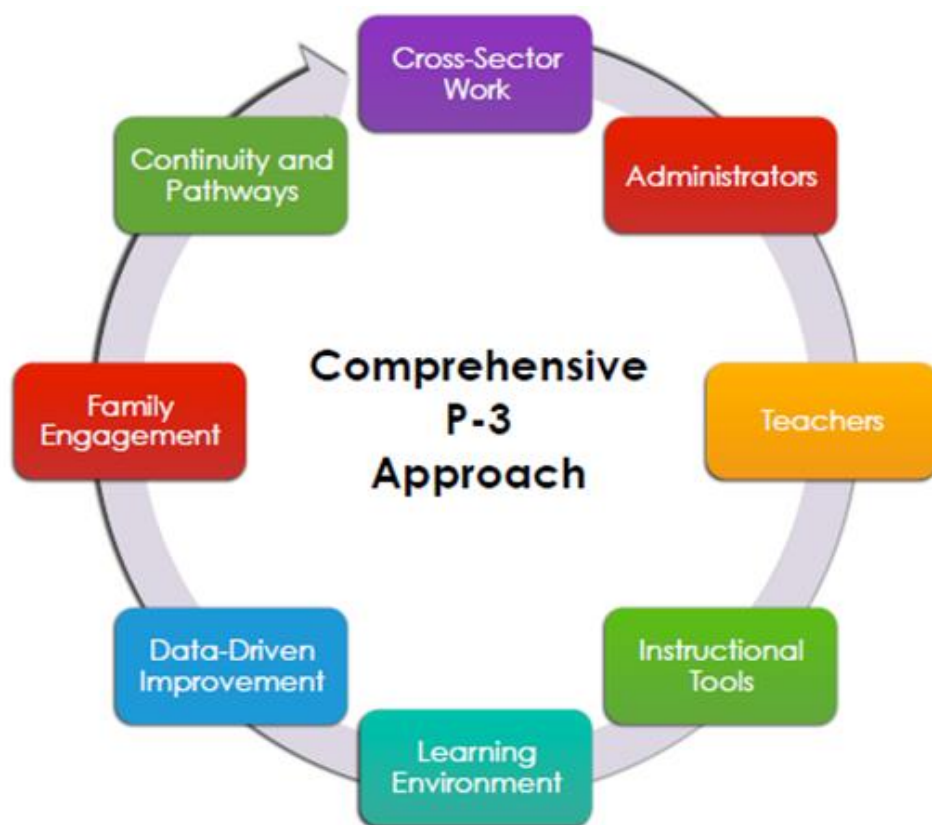 Cross-Sector
Work
Administrators
Teachers
Instructional
Tools
Learning
Environment
Data-Driven
Improvement
Family
Engagement
Continuity and
Pathways
Comprehensive
P-3
Approach